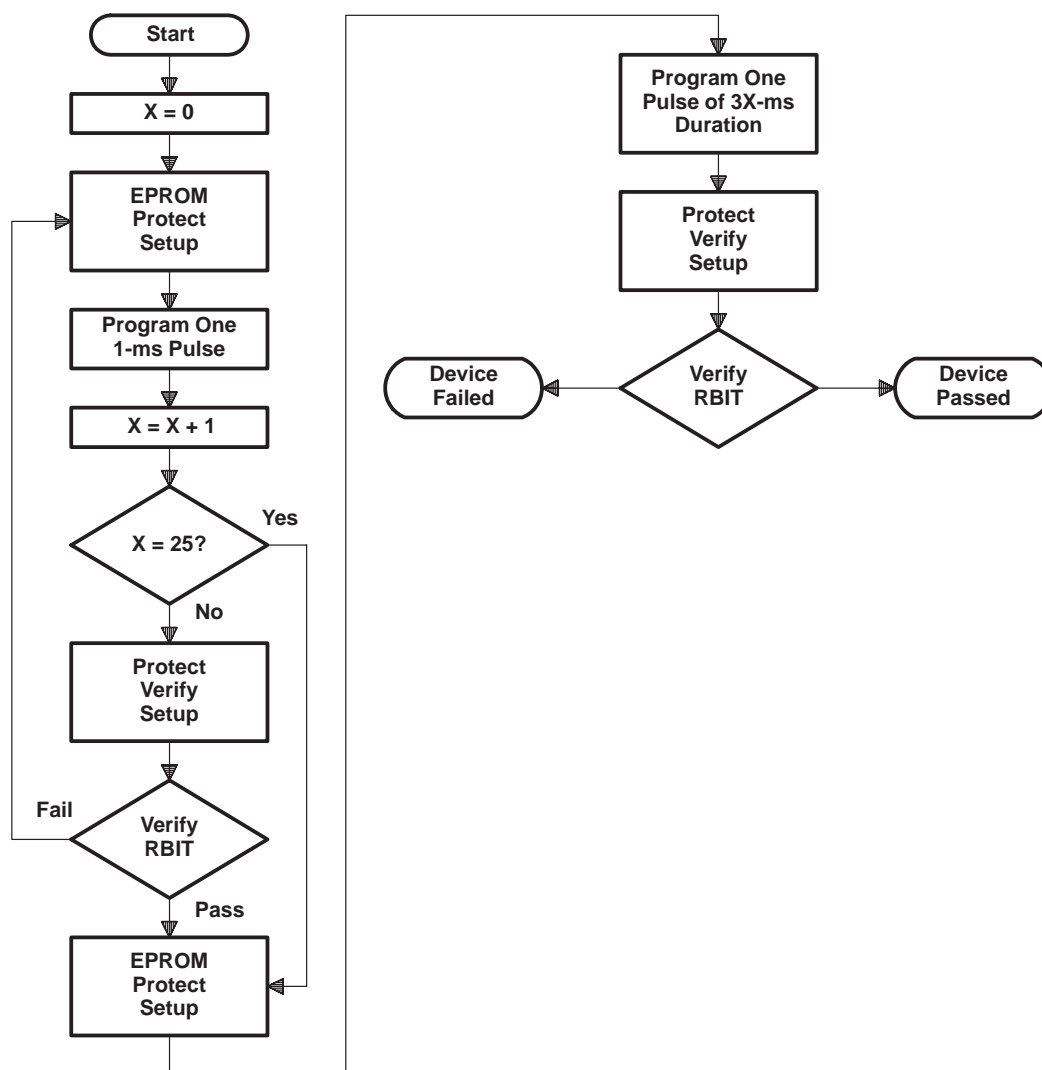 Start
X = 0
EPROM
Protect
Setup
Program One
1-ms Pulse
X = X + 1
X = 25?
Yes
No
Protect
Verify
Setup
Fail
Verify
RBIT
Pass
EPROM
Protect
Setup
Program One
Pulse of 3X-ms
Duration
Protect
Verify
Setup
Verify
RBIT
Device
Failed
Device
Passed